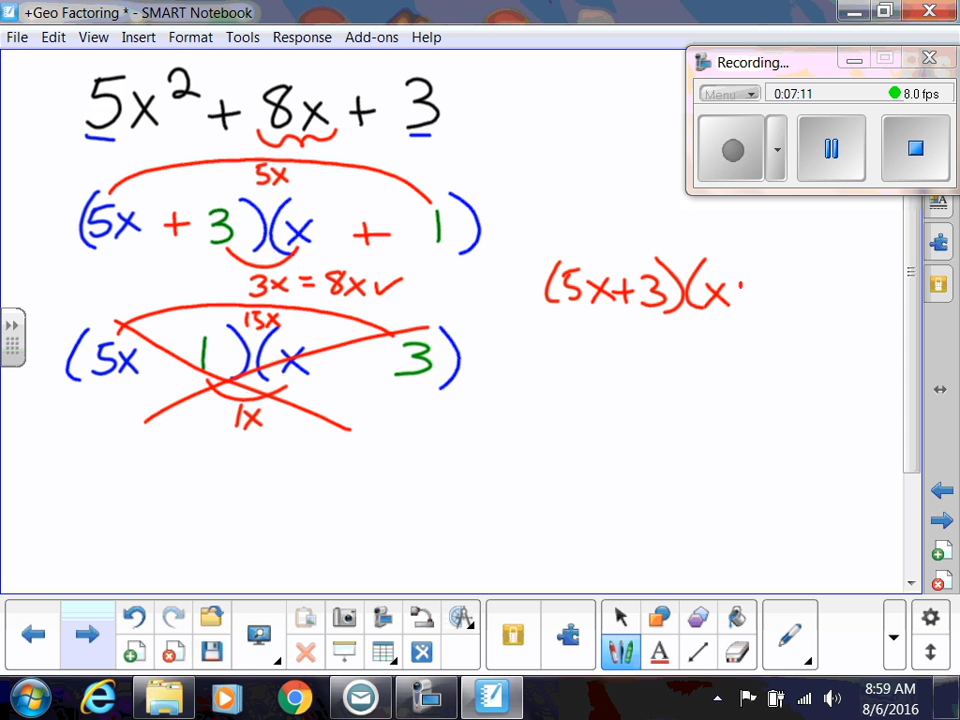 +Geo Factoring * - SMART Notebook
File Edit View Insert Format Tools Response Add-ons Help
Recording...
Menu 0:07:11 8.0 fps
5x² + 8x + 3
5x
(5x + 3)(x + 1)
3x = 8x ✓
(5x+3)(x
15x
(5x 1)(x 3)
1x
8:59 AM
8/6/2016